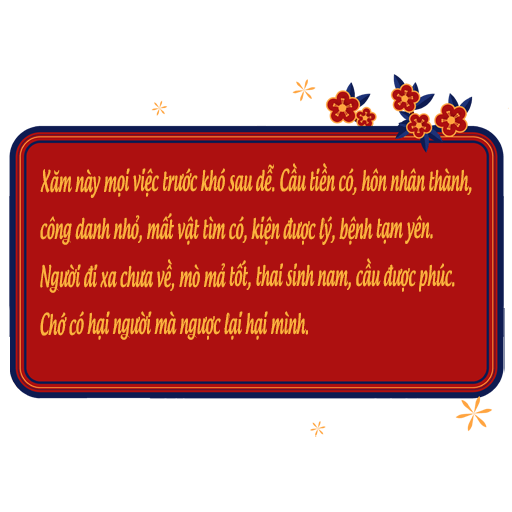 Xăm này mọi việc trước khó sau dễ. Cầu tiền có, hôn nhân thành,
công danh nhỏ, mất vật tìm có, kiện được lý, bệnh tạm yên.
Người đi xa chưa về, mò mả tốt, thai sinh nam, cầu được phúc.
Chớ có hại người mà ngược lại hại mình.